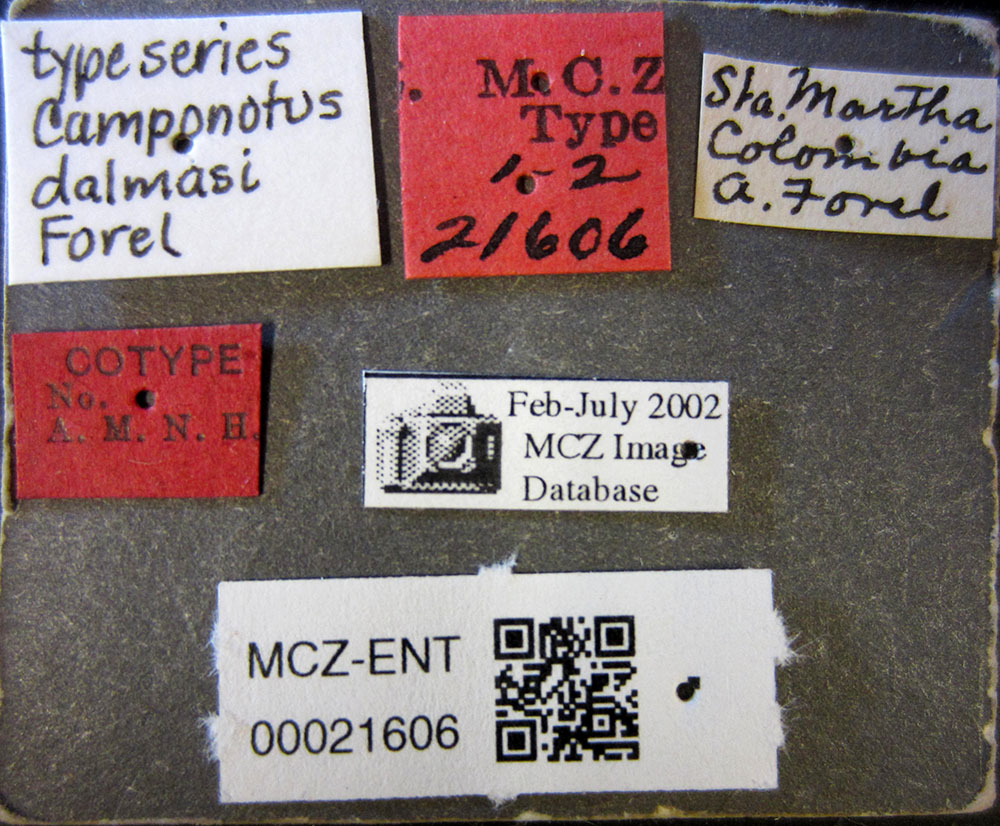 type series
Camponotus
dalmasi
Forel
M.C.Z
Type
1-2
21606
Sta. Martha
Colombia
A. Forel
COTYPE
No.
A. M. N. H.
Feb-July 2002
MCZ Image
Database
MCZ-ENT
00021606